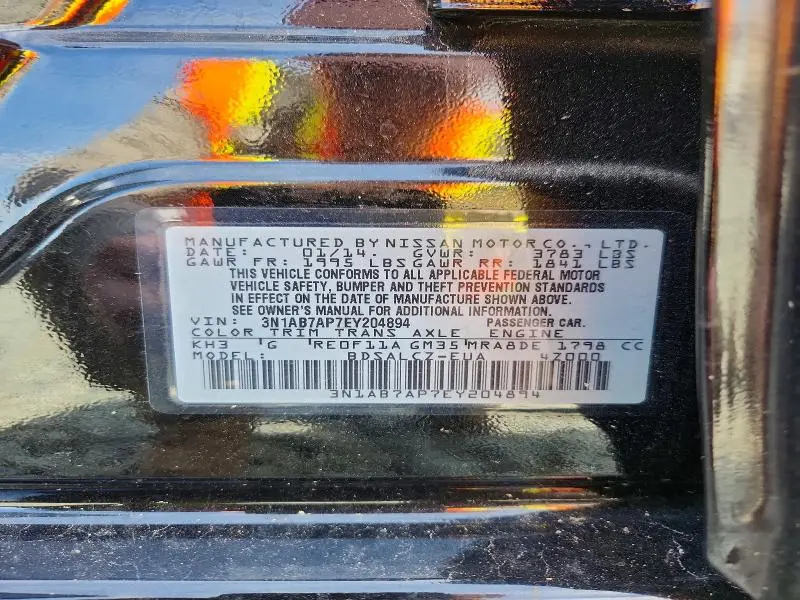 MANUFACTURED BY NISSAN MOTOR CO., LTD.
DATE: 01/14. GVWR: 3783 LBS
GAWR FR: 1995 LBS GAWR RR: 1841 LBS
THIS VEHICLE CONFORMS TO ALL APPLICABLE FEDERAL MOTOR
VEHICLE SAFETY, BUMPER AND THEFT PREVENTION STANDARDS
IN EFFECT ON THE DATE OF MANUFACTURE SHOWN ABOVE.
SEE OWNER'S MANUAL FOR ADDITIONAL INFORMATION.
VIN: 3N1AB7AP7EY204894 PASSENGER CAR.
COLOR TRIM TRANS AXLE ENGINE
KH3 'G 'RE0F11A GM35 'MRA8DE 1798 CC
MODEL: BDSALCZ-EUA 4Z000
3N1AB7AP7EY204894